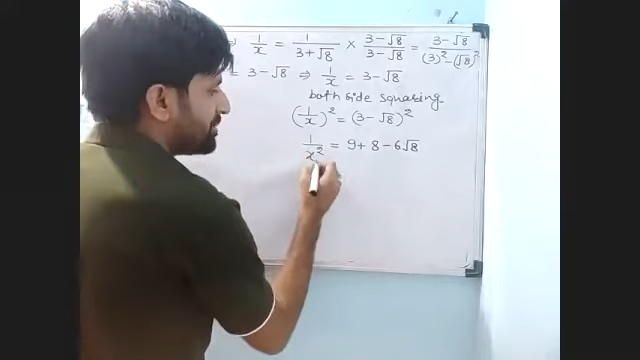 ⇒ 1/x = 1/(3+√8) × (3-√8)/(3-√8) = (3-√8)/((3)²-(√8)²)
= 3-√8 ⇒ 1/x = 3-√8
both side squaring
(1/x)² = (3-√8)²
1/x² = 9+8-6√8